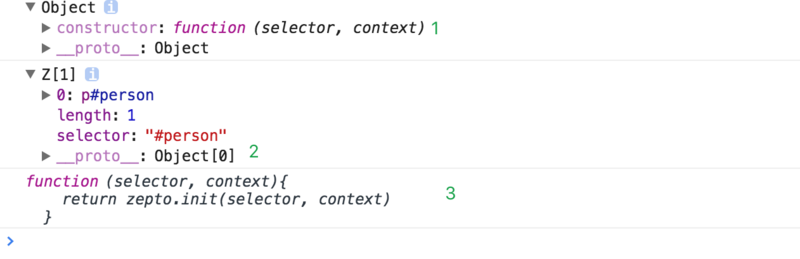 ▼ Object i
▶ constructor: function (selector, context) 1
▶ __proto__: Object
▼ Z[1] i
▶ 0: p#person
length: 1
selector: "#person"
▶ __proto__: Object[0] 2
function (selector, context){
return zepto.init(selector, context) 3
}
>